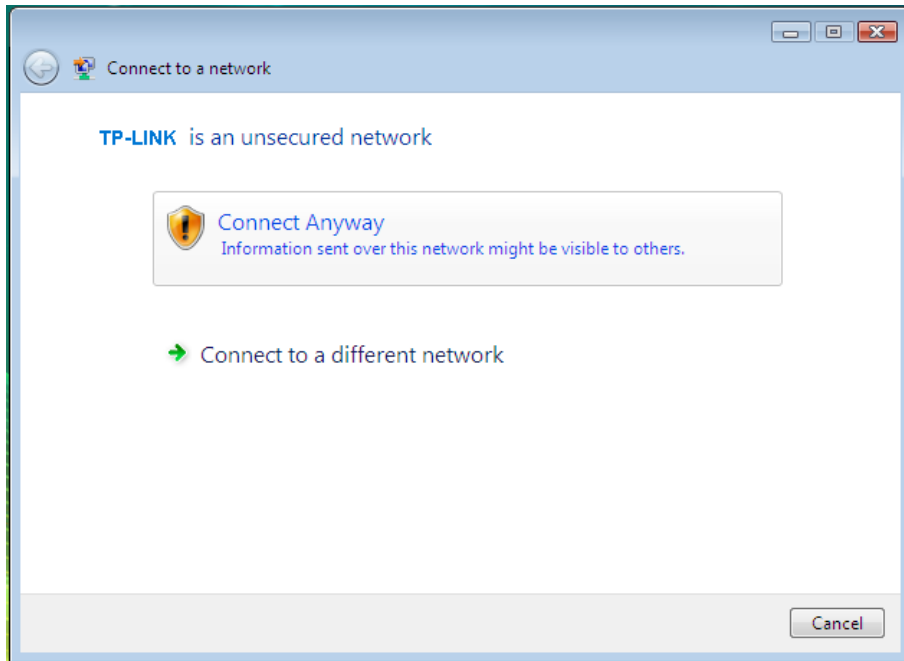 Connect to a network
TP-LINK is an unsecured network
Connect Anyway
Information sent over this network might be visible to others.
Connect to a different network
Cancel